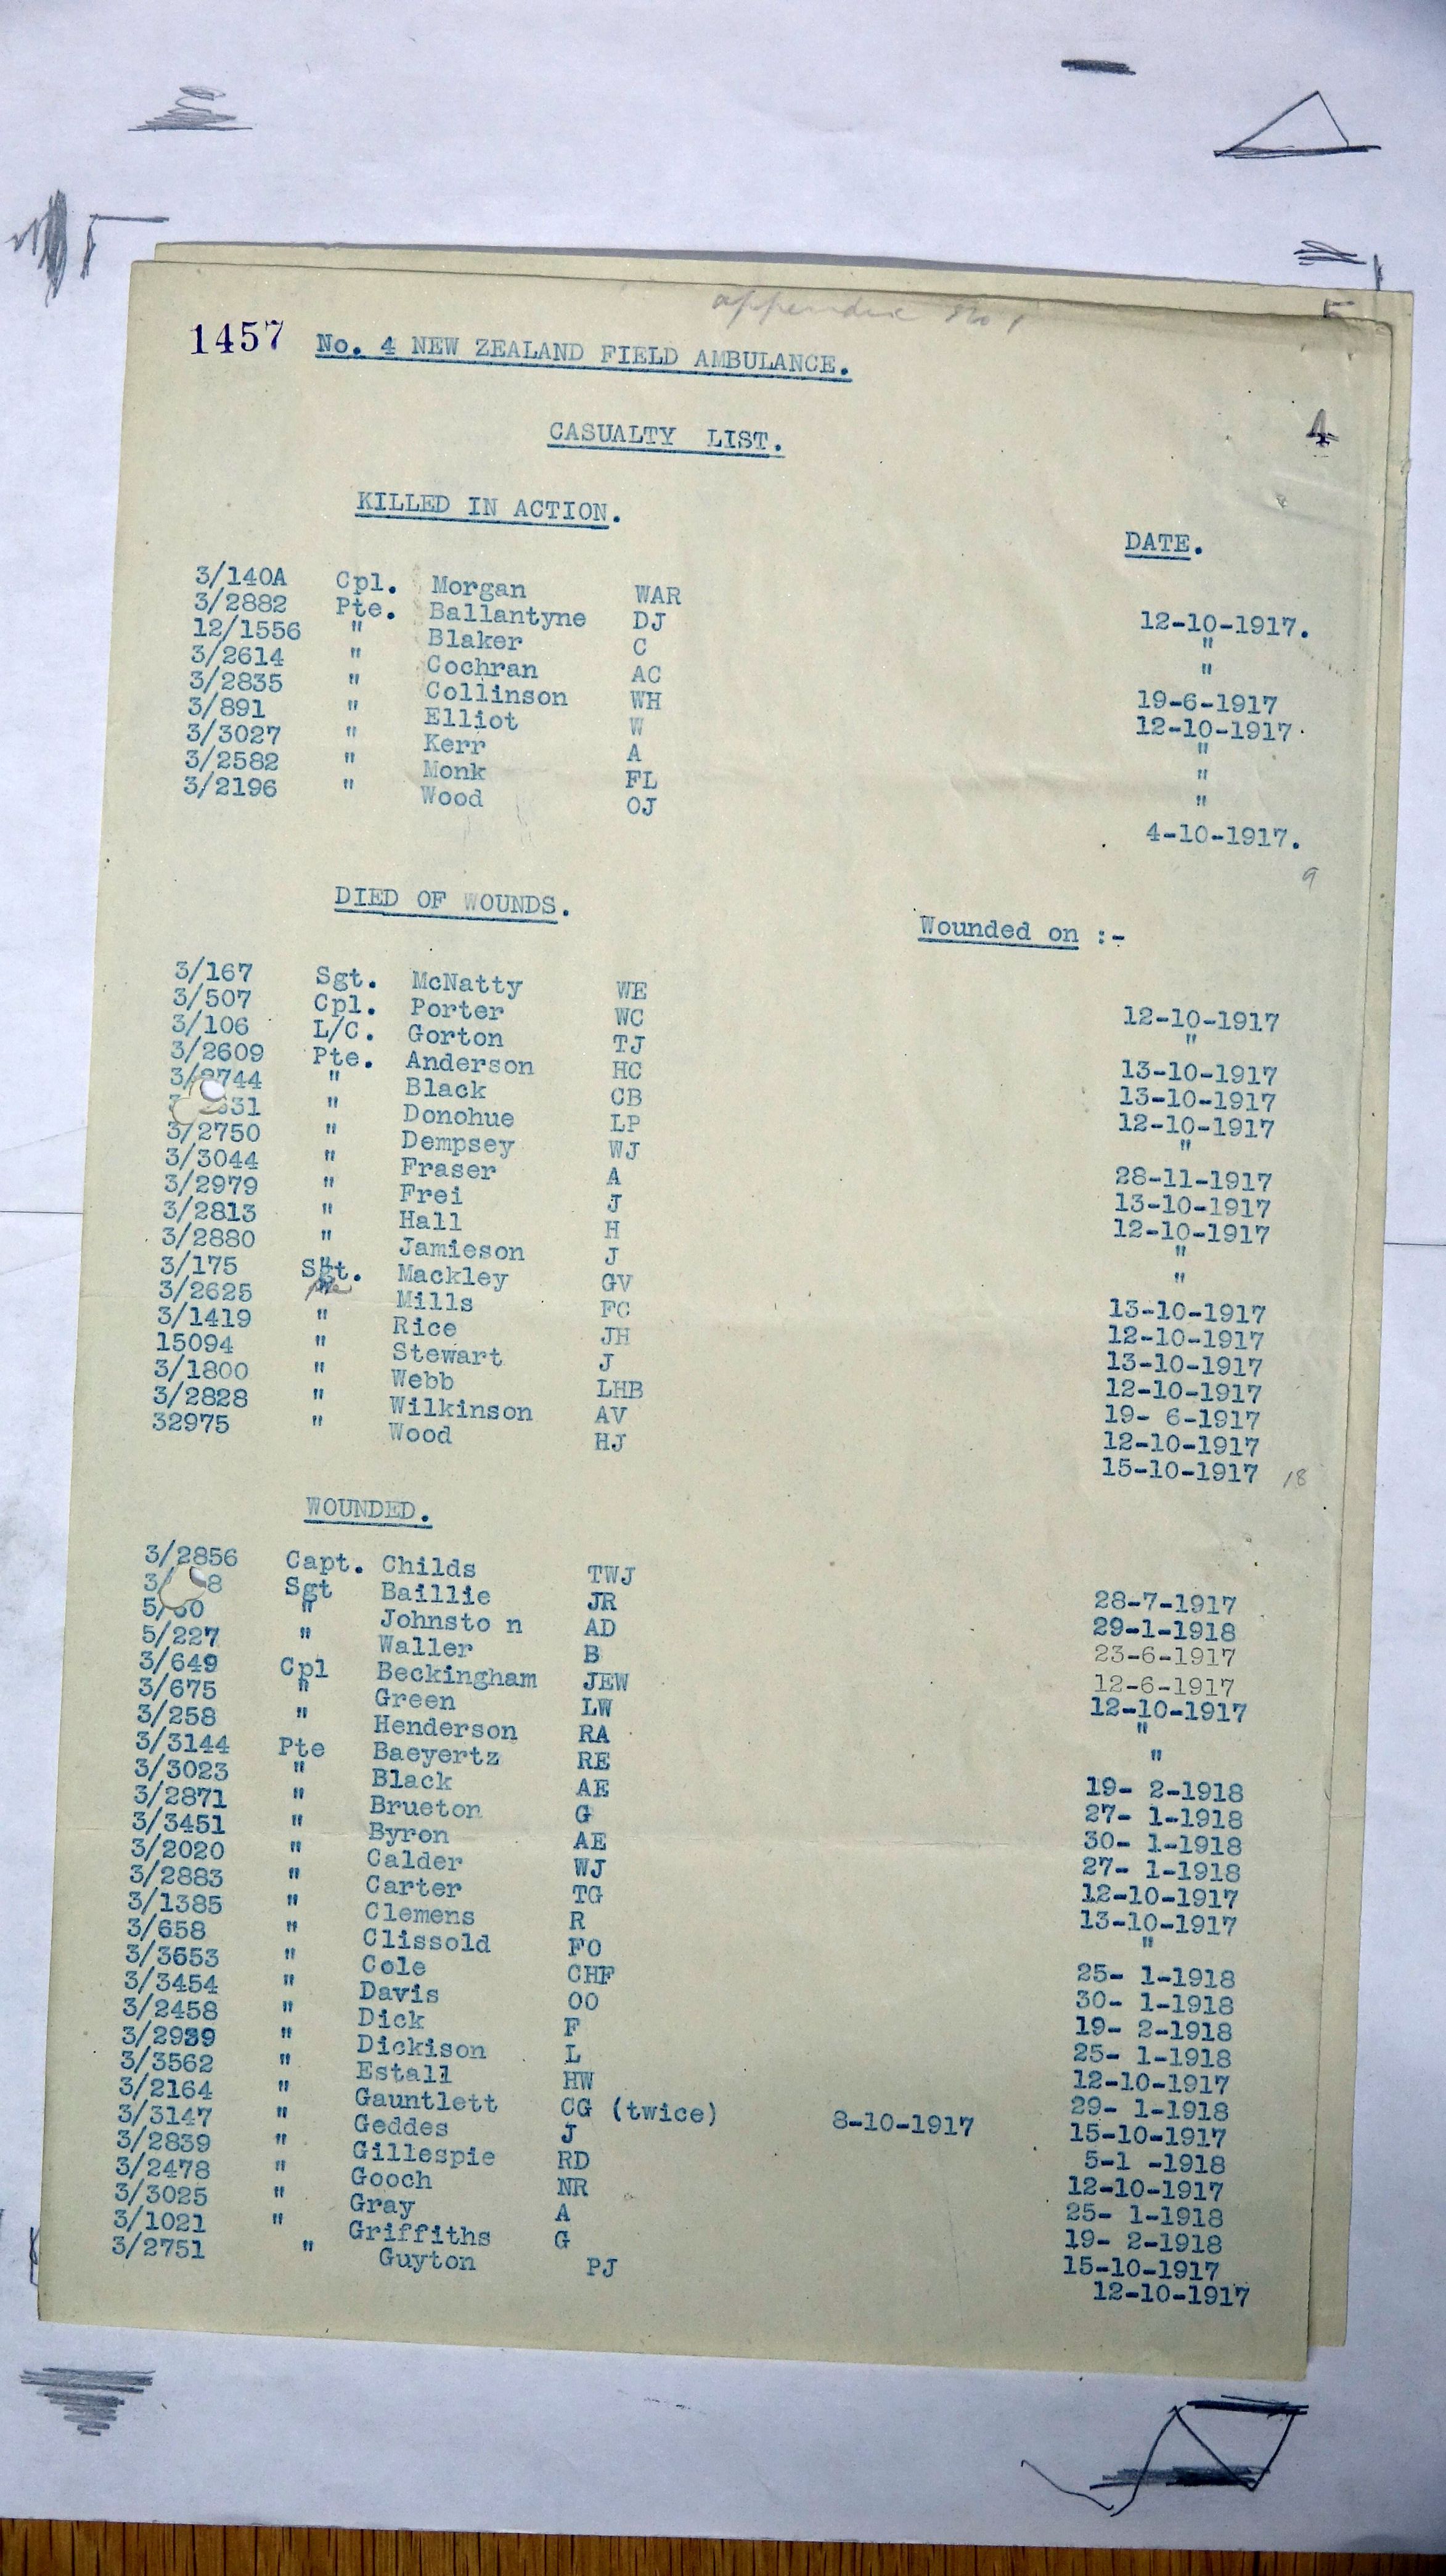 appendix No 1
5
1457 No. 4 NEW ZEALAND FIELD AMBULANCE.
CASUALTY LIST.
4
KILLED IN ACTION.
DATE.
3/140A Cpl. Morgan WAR 12-10-1917.
3/2882 Pte. Ballantyne DJ "
12/1556 " Blaker C "
3/2614 " Cochran AC 19-6-1917
3/2835 " Collinson WH 12-10-1917
3/891 " Elliot W "
3/3027 " Kerr A "
3/2582 " Monk FL "
3/2196 " Wood OJ 4-10-1917.
9
DIED OF WOUNDS.
Wounded on :-
3/167 Sgt. McNatty WE 12-10-1917
3/507 Cpl. Porter WC "
3/106 L/C. Gorton TJ 13-10-1917
3/2609 Pte. Anderson HC 13-10-1917
3/2744 " Black CB 12-10-1917
" Donohue LP "
3/2750 " Dempsey WJ 28-11-1917
3/3044 " Fraser A 13-10-1917
3/2979 " Frei J 12-10-1917
3/2813 " Hall H "
3/2880 " Jamieson J "
3/175 Sgt. Mackley GV 13-10-1917
3/2625 Pte Mills FC 12-10-1917
3/1419 " Rice JH 13-10-1917
15094 " Stewart J 12-10-1917
3/1800 " Webb LHB 19- 6-1917
3/2828 " Wilkinson AV 12-10-1917
32975 " Wood HJ 15-10-1917 18
WOUNDED.
3/2856 Capt. Childs TWJ 28-7-1917
Sgt Baillie JR 29-1-1918
5/60 " Johnsto n AD 23-6-1917
5/227 " Waller B 12-6-1917
3/649 Cpl Beckingham JEW 12-10-1917
3/675 " Green LW "
3/258 " Henderson RA "
3/3144 Pte Baeyertz RE 19- 2-1918
3/3023 " Black AE 27- 1-1918
3/2871 " Brueton G 30- 1-1918
3/3451 " Byron AE 27- 1-1918
3/2020 " Calder WJ 12-10-1917
3/2883 " Carter TG 13-10-1917
3/1385 " Clemens R "
3/658 " Clissold FO 25- 1-1918
3/3653 " Cole CHF 30- 1-1918
3/3454 " Davis OO 19- 2-1918
3/2458 " Dick F 25- 1-1918
3/2939 " Dickison L 12-10-1917
3/3562 " Estall HW 29- 1-1918
3/2164 " Gauntlett CG (twice) 8-10-1917 15-10-1917
3/3147 " Geddes J 5-1 -1918
3/2839 " Gillespie RD 12-10-1917
3/2478 " Gooch NR 25- 1-1918
3/3025 " Gray A 19- 2-1918
3/1021 " Griffiths G 15-10-1917
3/2751 " Guyton PJ 12-10-1917